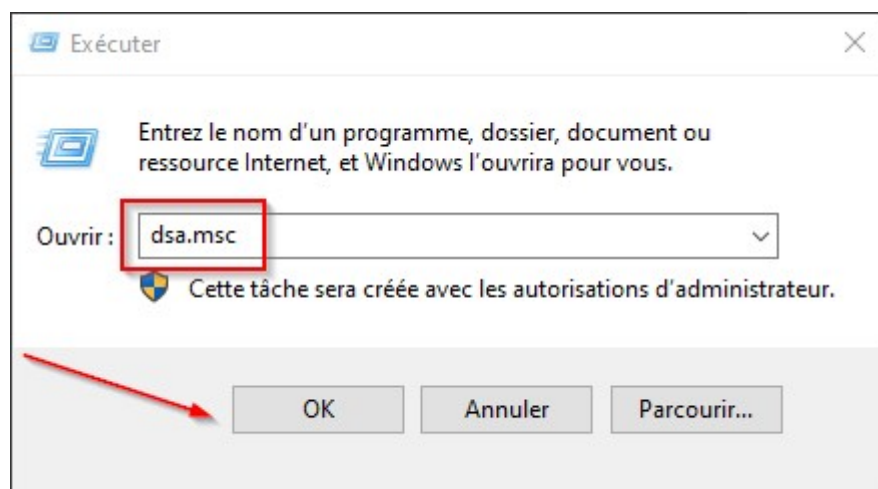 Exécuter
Entrez le nom d'un programme, dossier, document ou
ressource Internet, et Windows l'ouvrira pour vous.
Ouvrir : dsa.msc
Cette tâche sera créée avec les autorisations d'administrateur.
OK Annuler Parcourir...